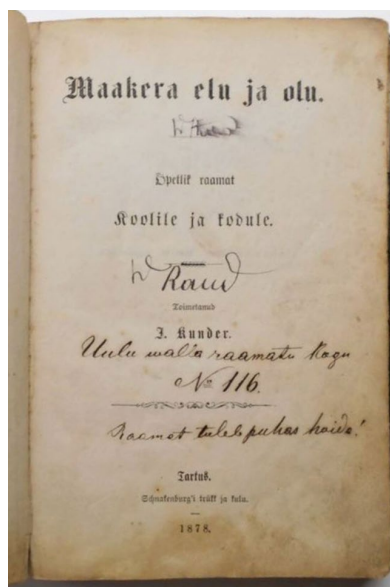 Maakera elu ja olu.
Õpetlik raamat
Koolile ja kodule.
W Raud
Toimetanud
J. Kunder.
Uulu walla raamatu kogu
№ 116.
Raamat tuleb puhas hoida!
Tartus.
Schnakenburg'i trükk ja kulu.
1878.